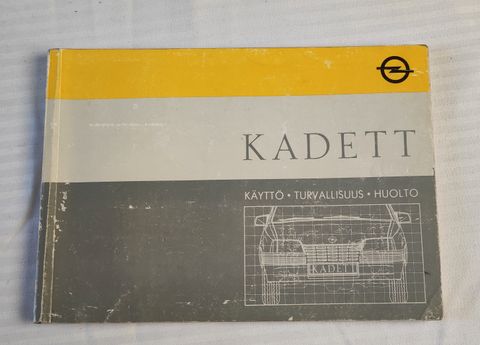 KADETT
KÄYTTÖ • TURVALLISUUS • HUOLTO
KADETT